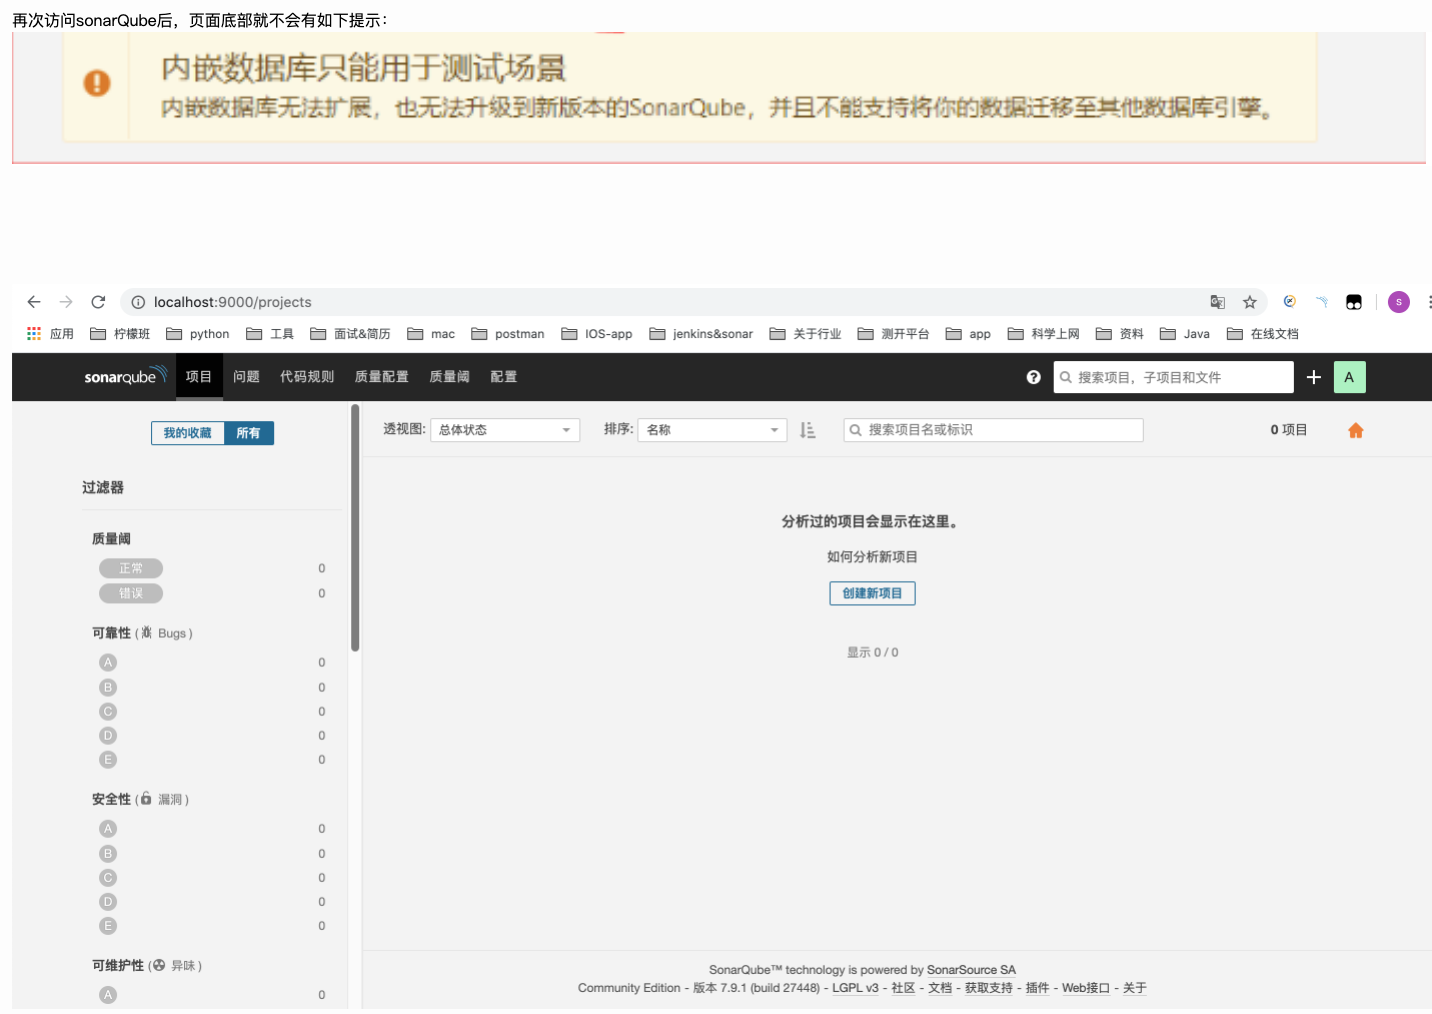 再次访问sonarQube后，页面底部就不会有如下提示：
内嵌数据库只能用于测试场景
内嵌数据库无法扩展，也无法升级到新版本的SonarQube，并且不能支持将你的数据迁移至其他数据库引擎。
localhost:9000/projects
S
应用 柠檬班 python 工具 面试&简历 mac postman IOS-app jenkins&sonar 关于行业 测开平台 app 科学上网 资料 Java 在线文档
sonarqube 项目 问题 代码规则 质量配置 质量阈 配置 搜索项目，子项目和文件 A
我的收藏 所有 透视图: 总体状态 排序: 名称 搜索项目名或标识 0 项目
过滤器
质量阈
正常 0
错误 0
可靠性 ( Bugs )
A 0
B 0
C 0
D 0
E 0
安全性 ( 漏洞 )
A 0
B 0
C 0
D 0
E 0
可维护性 ( 异味 )
A 0
分析过的项目会显示在这里。
如何分析新项目
创建新项目
显示 0 / 0
SonarQube™ technology is powered by SonarSource SA
Community Edition - 版本 7.9.1 (build 27448) - LGPL v3 - 社区 - 文档 - 获取支持 - 插件 - Web接口 - 关于